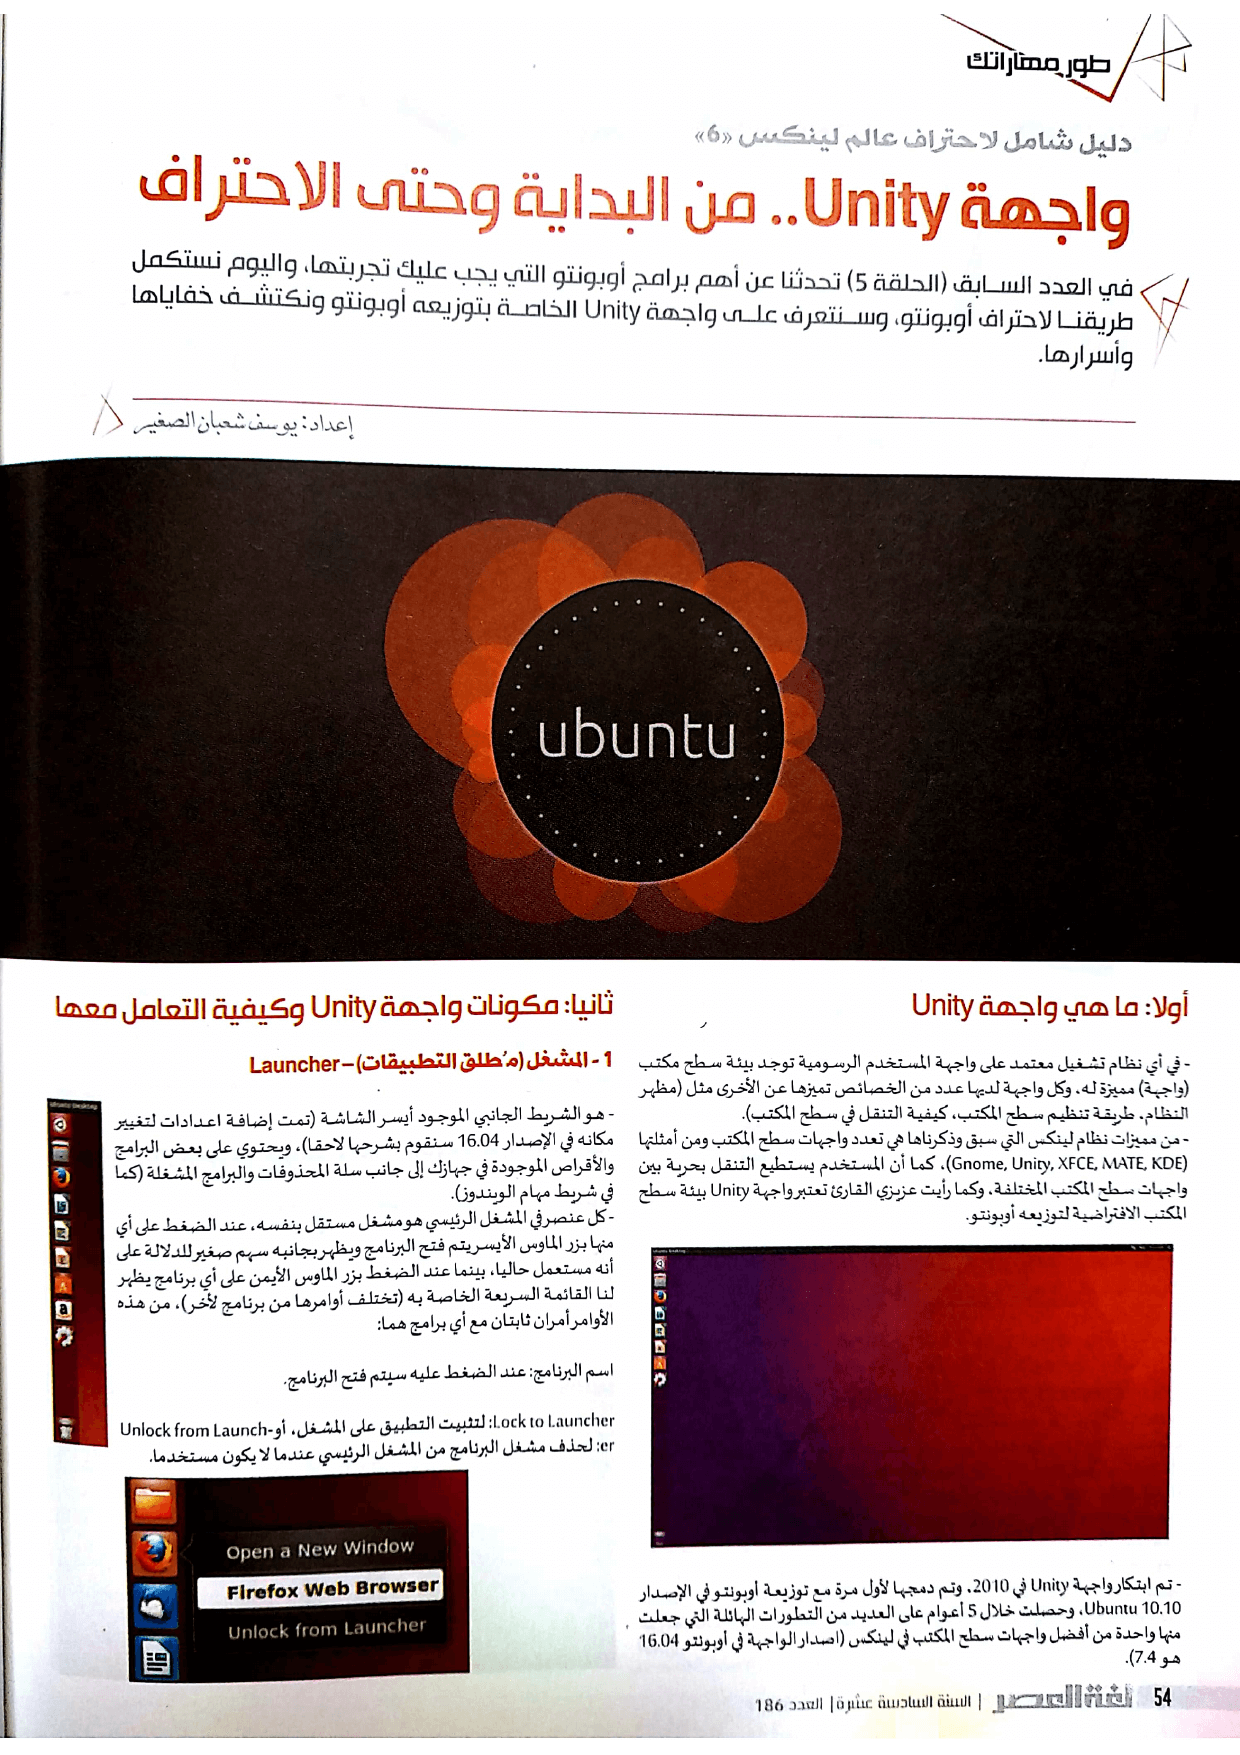 طور مهاراتك
دليل شامل لاحتراف عالم لينكس «6»
واجهة Unity.. من البداية وحتى الاحتراف
في العدد السابق (الحلقة 5) تحدثنا عن أهم برامج أوبونتو التي يجب عليك تجربتها، واليوم نستكمل
طريقنا لاحتراف أوبونتو، وسنتعرف على واجهة Unity الخاصة بتوزيعه أوبونتو ونكتشف خفاياها
وأسرارها.
إعداد: يوسف شعبان الصغير
ubuntu
أولا: ما هي واجهة Unity
- في أي نظام تشغيل معتمد على واجهة المستخدم الرسومية توجد بيئة سطح مكتب
(واجهة) مميزة له، وكل واجهة لديها عدد من الخصائص تميزها عن الأخرى مثل (مظهر
النظام، طريقة تنظيم سطح المكتب، كيفية التنقل في سطح المكتب).
- من مميزات نظام لينكس التي سبق وذكرناها هي تعدد واجهات سطح المكتب ومن أمثلتها
(Gnome, Unity, XFCE, MATE, KDE)، كما أن المستخدم يستطيع التنقل بحرية بين
واجهات سطح المكتب المختلفة، وكما رأيت عزيزي القارئ تعتبر واجهة Unity بيئة سطح
المكتب الافتراضية لتوزيعه أوبونتو.
- تم ابتكار واجهة Unity في 2010، وتم دمجها لأول مرة مع توزيعة أوبونتو في الإصدار
Ubuntu 10.10، وحصلت خلال 5 أعوام على العديد من التطورات الهائلة التي جعلت
منها واحدة من أفضل واجهات سطح المكتب في لينكس (اصدار الواجهة في أوبونتو 16.04
هو 7.4).
ثانيا: مكونات واجهة Unity وكيفية التعامل معها
1 - المشغل (مُطلق التطبيقات) – Launcher
- هو الشريط الجانبي الموجود أيسر الشاشة (تمت إضافة اعدادات لتغيير
مكانه في الإصدار 16.04 سنقوم بشرحها لاحقا)، ويحتوي على بعض البرامج
والأقراص الموجودة في جهازك إلى جانب سلة المحذوفات والبرامج المشغلة (كما
في شريط مهام الويندوز).
- كل عنصر في المشغل الرئيسي هو مشغل مستقل بنفسه، عند الضغط على أي
منها بزر الماوس الأيسر يتم فتح البرنامج ويظهر بجانبه سهم صغير للدلالة على
أنه مستعمل حاليا، بينما عند الضغط بزر الماوس الأيمن على أي برنامج يظهر
لنا القائمة السريعة الخاصة به (تختلف أوامرها من برنامج لأخر)، من هذه
الأوامر أمران ثابتان مع أي برامج هما:
اسم البرنامج: عند الضغط عليه سيتم فتح البرنامج.
Lock to Launcher: لتثبيت التطبيق على المشغل، أو Unlock from Launch-
er: لحذف مشغل البرنامج من المشغل الرئيسي عندما لا يكون مستخدما.
Open a New Window
Firefox Web Browser
Unlock from Launcher
54 لغة العصر | السنة السادسة عشرة | العدد 186